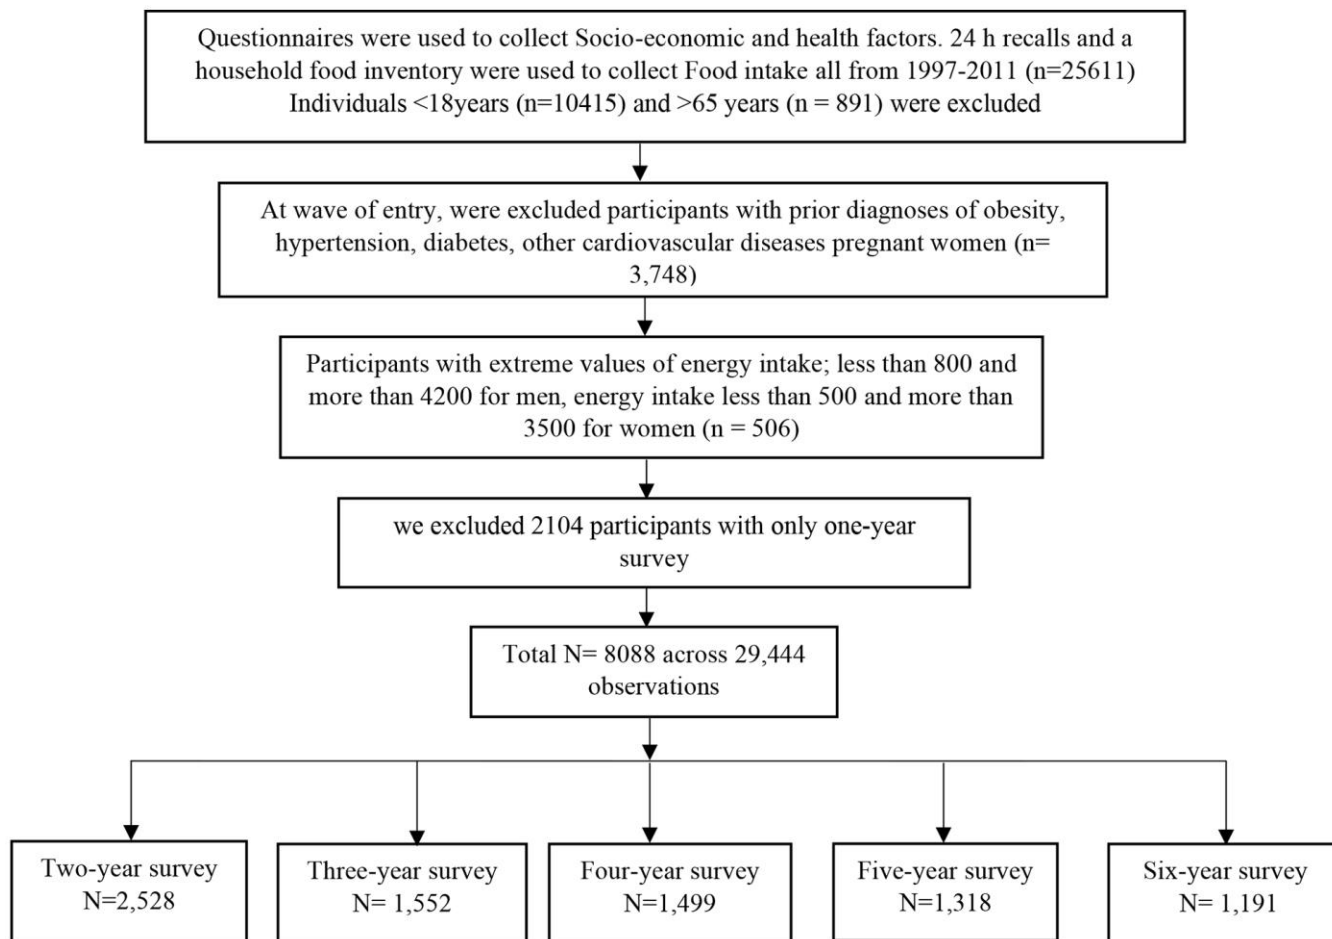 Questionnaires were used to collect Socio-economic and health factors. 24 h recalls and a
household food inventory were used to collect Food intake all from 1997-2011 (n=25611)
Individuals <18years (n=10415) and >65 years (n = 891) were excluded
At wave of entry, were excluded participants with prior diagnoses of obesity,
hypertension, diabetes, other cardiovascular diseases pregnant women (n=
3,748)
Participants with extreme values of energy intake; less than 800 and
more than 4200 for men, energy intake less than 500 and more than
3500 for women (n = 506)
we excluded 2104 participants with only one-year
survey
Total N= 8088 across 29,444
observations
Two-year survey
N=2,528
Three-year survey
N= 1,552
Four-year survey
N=1,499
Five-year survey
N=1,318
Six-year survey
N= 1,191